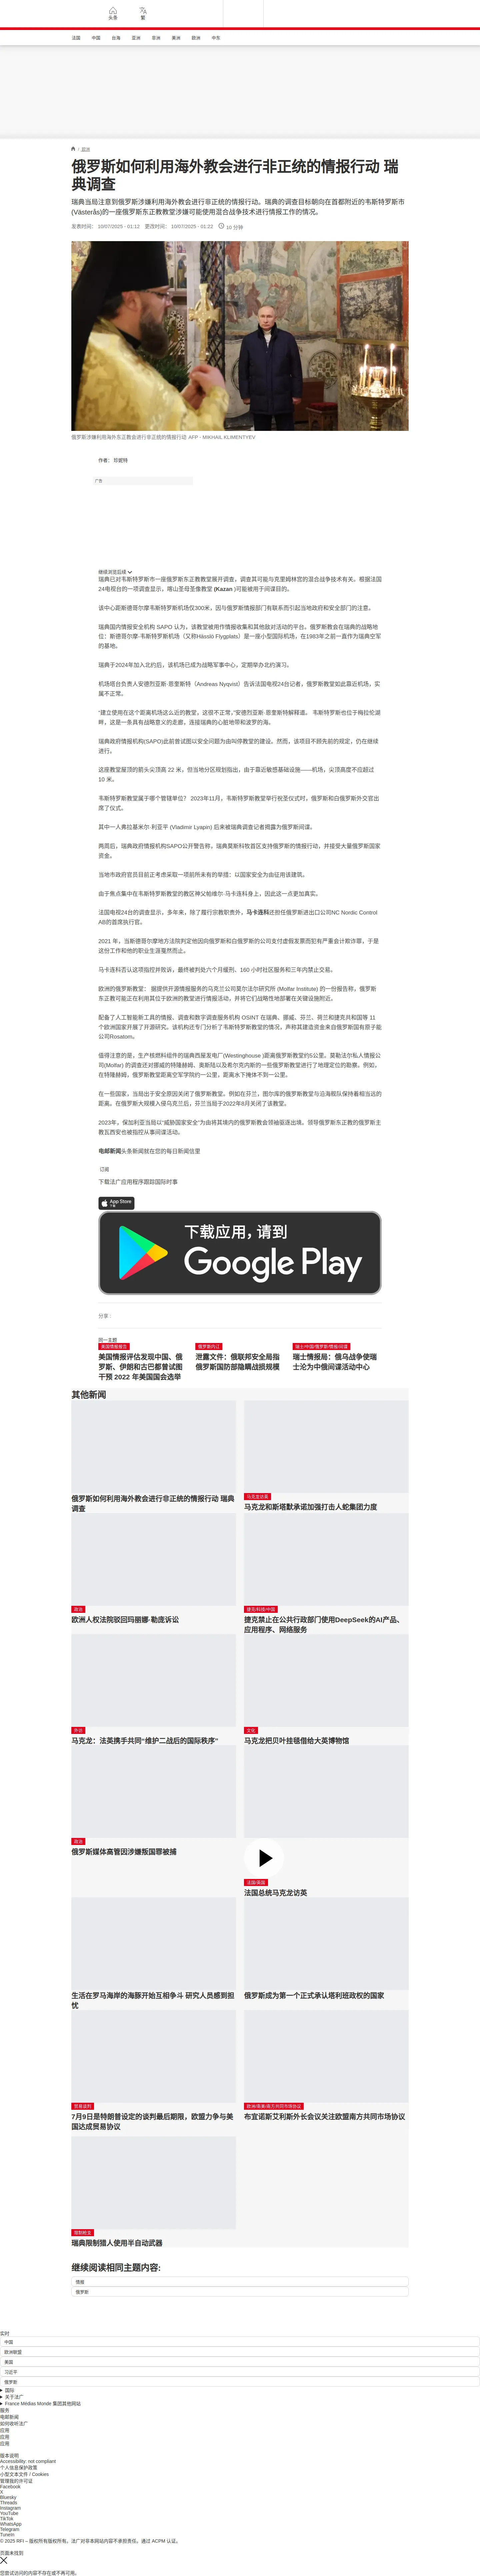 头条
法国
中国
台海
亚洲
非洲
美洲
欧洲
中东
/ 欧洲
俄罗斯如何利用海外教会进行非正统的情报行动 瑞
典调查
瑞典当局注意到俄罗斯涉嫌利用海外教会进行非正统的情报行动。瑞典的调查目标朝向在首都附近的韦斯特罗斯市
(Västerås)的一座俄罗斯东正教教堂涉嫌可能使用混合战争技术进行情报工作的情况。
发表时间： 10/07/2025 - 01:12 更改时间： 10/07/2025 - 01:22 10 分钟
俄罗斯涉嫌利用海外东正教会进行非正统的情报行动 AFP - MIKHAIL KLIMENTYEV
作者： 珍妮特
广告
继续浏览后续
瑞典已对韦斯特罗斯市一座俄罗斯东正教教堂展开调查。调查其可能与克里姆林宫的混合战争技术有关。根据法国
24电视台的一项调查显示，喀山圣母圣像教堂 (Kazan )可能被用于间谍目的。
该中心距斯德哥尔摩韦斯特罗斯机场仅300米，因与俄罗斯情报部门有联系而引起当地政府和安全部门的注意。
瑞典国内情报安全机构 SAPO 认为，该教堂被用作情报收集和其他敌对活动的平台。俄罗斯教会在瑞典的战略地
位：斯德哥尔摩·韦斯特罗斯机场（又称Hässlö Flygplats）是一座小型国际机场，在1983年之前一直作为瑞典空军
的基地。
瑞典于2024年加入北约后，该机场已成为战略军事中心，定期举办北约演习。
机场塔台负责人安德烈亚斯·恩奎斯特（Andreas Nyqvist）告诉法国电视24台记者，俄罗斯教堂如此靠近机场，实
属不正常。
“建立使用在这个距离机场这么近的教堂，这很不正常。”安德烈亚斯·恩奎斯特解释道。 韦斯特罗斯市位于梅拉伦湖
畔，这是一条具有战略意义的走廊，连接瑞典的心脏地带和波罗的海。
瑞典政府情报机构(SAPO)此前曾试图以安全问题为由叫停教堂的建设。然而，该项目不顾先前的规定，仍在继续
进行。
这座教堂屋顶的箭头尖顶高 22 米，但当地分区规划指出，由于靠近敏感基础设施——机场，尖顶高度不应超过
10 米。
韦斯特罗斯教堂属于哪个管辖单位？ 2023年11月，韦斯特罗斯教堂举行祝圣仪式时，俄罗斯和白俄罗斯外交官出
席了仪式。
其中一人弗拉基米尔·利亚平 (Vladimir Lyapin) 后来被瑞典调查记者揭露为俄罗斯间谍。
两周后，瑞典政府情报机构SAPO公开警告称，瑞典莫斯科牧首区支持俄罗斯的情报行动，并接受大量俄罗斯国家
资金。
当地市政府官员目前正考虑采取一项前所未有的举措：以国家安全为由征用该建筑。
由于焦点集中在韦斯特罗斯教堂的教区神父帕维尔·马卡连科身上，因此这一点更加真实。
法国电视24台的调查显示，多年来，除了履行宗教职责外，马卡连科还担任俄罗斯进出口公司NC Nordic Control
AB的首席执行官。
2021 年，当斯德哥尔摩地方法院判定他因向俄罗斯和白俄罗斯的公司支付虚假发票而犯有严重会计欺诈罪，于是
这份工作和他的职业生涯戛然而止。
马卡连科否认这项指控并败诉，最终被判处六个月缓刑、160 小时社区服务和三年内禁止交易。
欧洲的俄罗斯教堂： 据提供开源情报服务的乌克兰公司莫尔法尔研究所 (Molfar Institute) 的一份报告称，俄罗斯
东正教可能正在利用其位于欧洲的教堂进行情报活动，并将它们战略性地部署在关键设施附近。
配备了人工智能新工具的情报、调查和数字调查服务机构 OSINT 在瑞典、挪威、芬兰、荷兰和捷克共和国等 11
个欧洲国家开展了开源研究。该机构还专门分析了韦斯特罗斯教堂的情况，声称其建造资金来自俄罗斯国有原子能
公司Rosatom。
值得注意的是，生产核燃料组件的瑞典西屋发电厂(Westinghouse )距离俄罗斯教堂约5公里。莫勒法尔私人情报公
司(Molfar) 的调查还对挪威的特隆赫姆、奥斯陆以及希尔克内斯的一些俄罗斯教堂进行了地理定位的勘察。例如，
在特隆赫姆，俄罗斯教堂距离空军学院约一公里，距离水下掩体不到一公里。
在一些国家，当局出于安全原因关闭了俄罗斯教堂。例如在芬兰，图尔库的俄罗斯教堂与沿海舰队保持着相当远的
距离。在俄罗斯大规模入侵乌克兰后，芬兰当局于2022年8月关闭了该教堂。
2023年，保加利亚当局以“威胁国家安全”为由将其境内的俄罗斯教会领袖驱逐出境。领导俄罗斯东正教的俄罗斯主
教瓦西安也被指控从事间谍活动。
电邮新闻头条新闻就在您的每日新闻信里
订阅
下载法广应用程序跟踪国际时事
App Store
下载应用，请到
Google Play
分享 :
同一主题
美国情报报告
美国情报评估发现中国、俄
罗斯、伊朗和古巴都曾试图
干预 2022 年美国国会选举
俄罗斯内讧
泄露文件：俄联邦安全局指
俄罗斯国防部隐瞒战损规模
瑞士/中国/俄罗斯/情报/间谍
瑞士情报局：俄乌战争使瑞
士沦为中俄间谍活动中心
其他新闻
俄罗斯如何利用海外教会进行非正统的情报行动 瑞典
调查
马克龙访英
马克龙和斯塔默承诺加强打击人蛇集团力度
政治
欧洲人权法院驳回玛丽娜·勒庞诉讼
捷克/科技/中国
捷克禁止在公共行政部门使用DeepSeek的AI产品、
应用程序、网络服务
外访
马克龙：法英携手共同“维护二战后的国际秩序”
文化
马克龙把贝叶挂毯借给大英博物馆
政治
俄罗斯媒体高管因涉嫌叛国罪被捕
法国/英国
法国总统马克龙访英
生活在罗马海岸的海豚开始互相争斗 研究人员感到担
忧
俄罗斯成为第一个正式承认塔利班政权的国家
贸易谈判
7月9日是特朗普设定的谈判最后期限，欧盟力争与美
国达成贸易协议
欧洲/南美/南方共同市场协议
布宜诺斯艾利斯外长会议关注欧盟南方共同市场协议
限制枪支
瑞典限制猎人使用半自动武器
继续阅读相同主题内容:
情报
俄罗斯
实时
中国
欧洲联盟
美国
习近平
俄罗斯
国际
关于法广
France Médias Monde 集团其他网站
服务
电邮新闻
如何收听法广
应用
应用
应用
版本说明
Accessibility: not compliant
个人信息保护政策
小型文本文件 / Cookies
管理我的许可证
Facebook
X
Bluesky
Threads
Instagram
YouTube
TikTok
WhatsApp
Telegram
TuneIn
© 2025 RFI – 版权所有版权所有。法广对非本网站内容不承担责任。通过 ACPM 认证。
页面未找到
您尝试访问的内容不存在或不再可用。